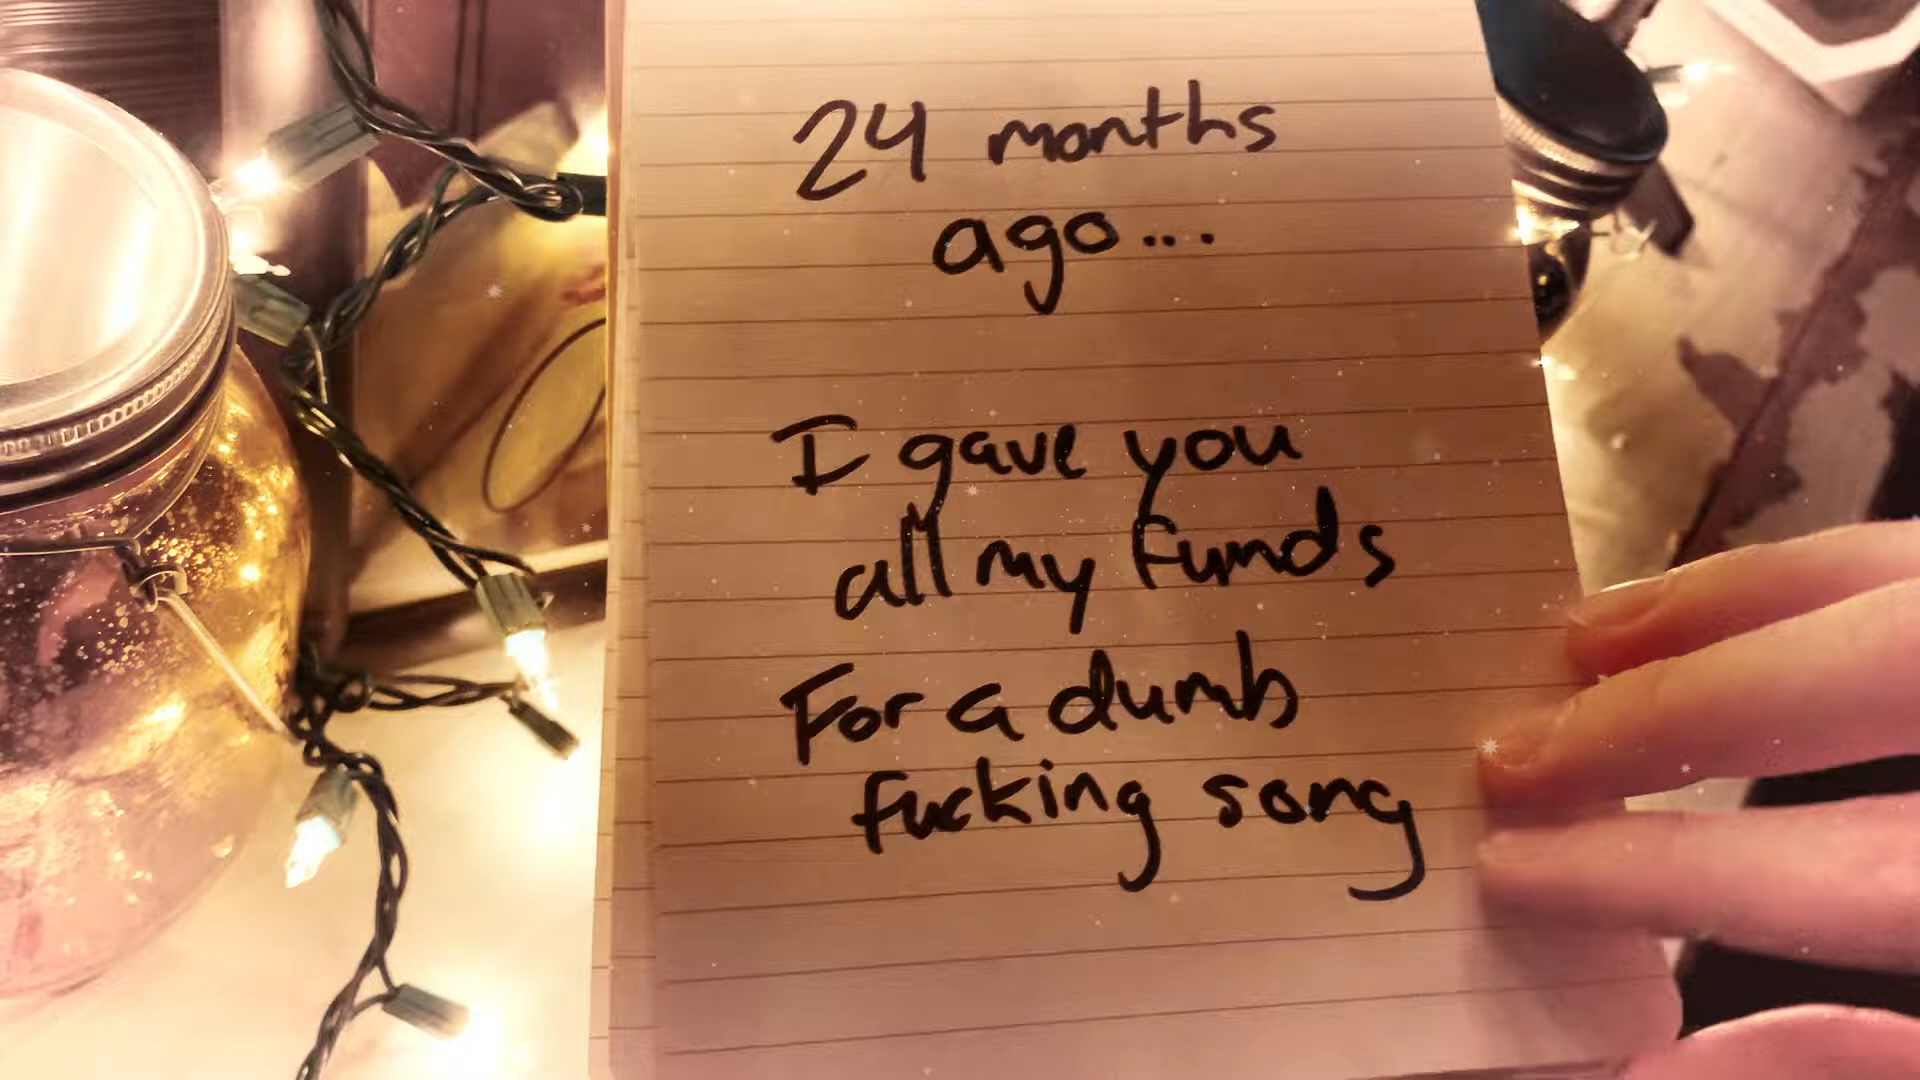 24 months
ago...
I gave you
all my funds
For a dumb
fucking song